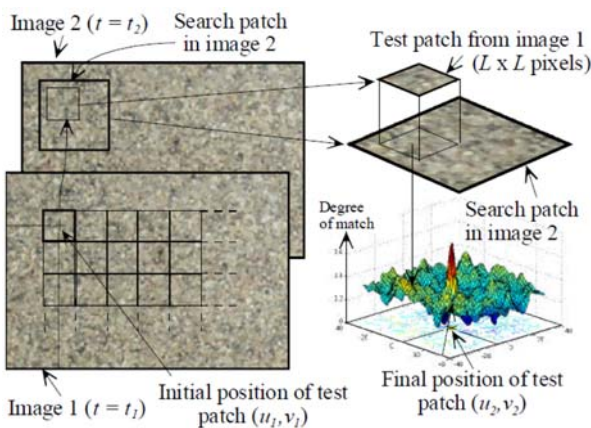 Image 2 (t = t2)
Search patch
in image 2
Test patch from image 1
(L x L pixels)
Search patch
in image 2
Degree
of match
Final position of test
patch (u2,v2)
Initial position of test
patch (u1,v1)
Image 1 (t = t1)